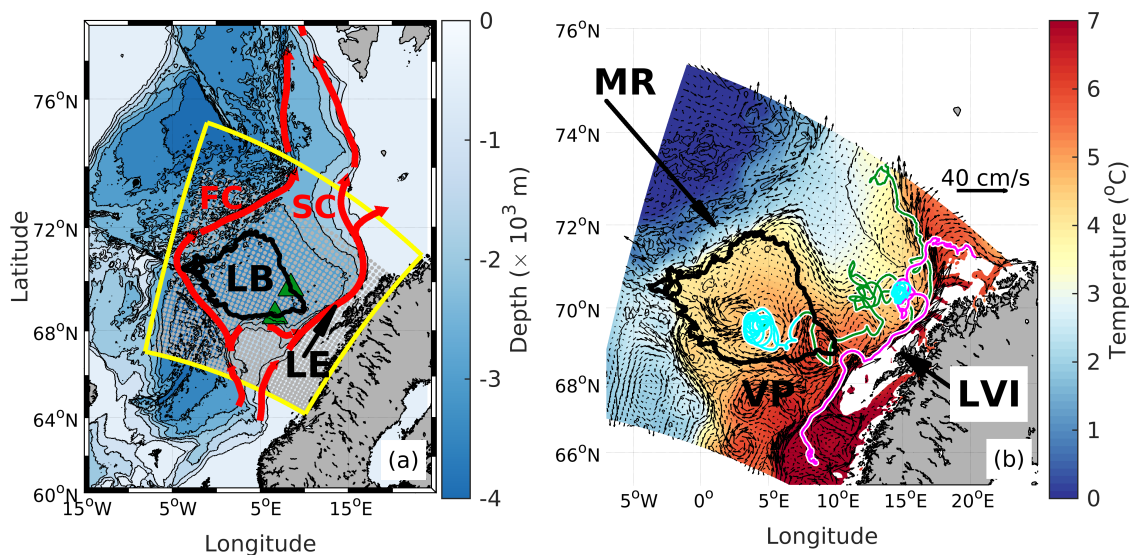 76°N
72°N
68°N
64°N
60°N
15°W
5°W
5°E
15°E
Latitude
Longitude
FC
SC
LB
LE
(a)
0
-1
-2
-3
-4
Depth (× 10³ m)
76°N
74°N
72°N
70°N
68°N
66°N
5°W
0°
5°E
10°E
15°E
20°E
Longitude
MR
VP
LVI
40 cm/s
(b)
7
6
5
4
3
2
1
0
Temperature (°C)